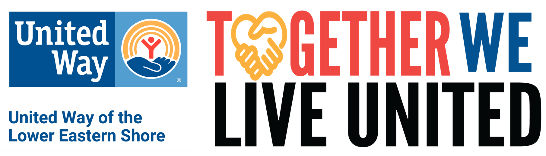 United
Way
United Way of the
Lower Eastern Shore
TOGETHER WE
LIVE UNITED